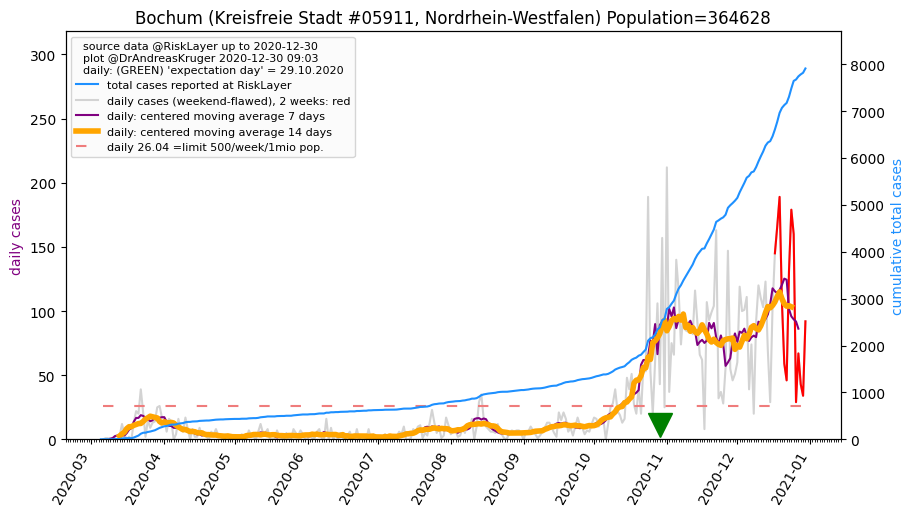 Bochum (Kreisfreie Stadt #05911, Nordrhein-Westfalen) Population=364628
source data @RiskLayer up to 2020-12-30
plot @DrAndreasKruger 2020-12-30 09:03
daily: (GREEN) 'expectation day' = 29.10.2020
total cases reported at RiskLayer
daily cases (weekend-flawed), 2 weeks: red
daily: centered moving average 7 days
daily: centered moving average 14 days
daily 26.04 =limit 500/week/1mio pop.
daily cases
300
250
200
150
100
50
0
cumulative total cases
8000
7000
6000
5000
4000
3000
2000
1000
0
2020-03
2020-04
2020-05
2020-06
2020-07
2020-08
2020-09
2020-10
2020-11
2020-12
2021-01